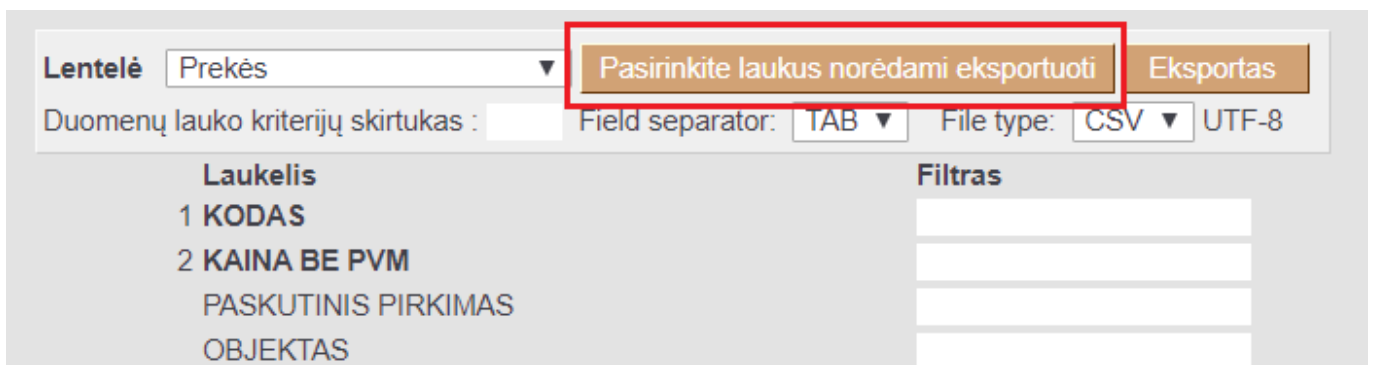 Lentelė Prekės ▼ Pasirinkite laukus norėdami eksportuoti Eksportas
Duomenų lauko kriterijų skirtukas : Field separator: TAB ▼ File type: CSV ▼ UTF-8
Laukelis Filtras
1 KODAS
2 KAINA BE PVM
PASKUTINIS PIRKIMAS
OBJEKTAS